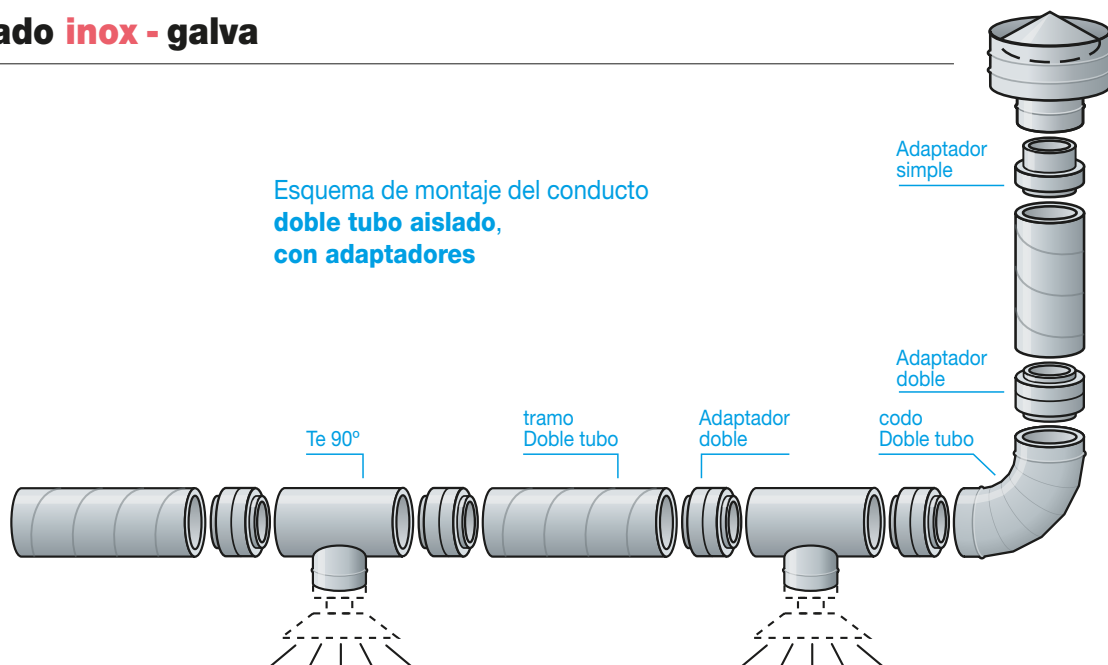 ado inox - galva
Esquema de montaje del conducto
doble tubo aislado,
con adaptadores
Adaptador
simple
Adaptador
doble
Te 90º
tramo
Doble tubo
Adaptador
doble
codo
Doble tubo